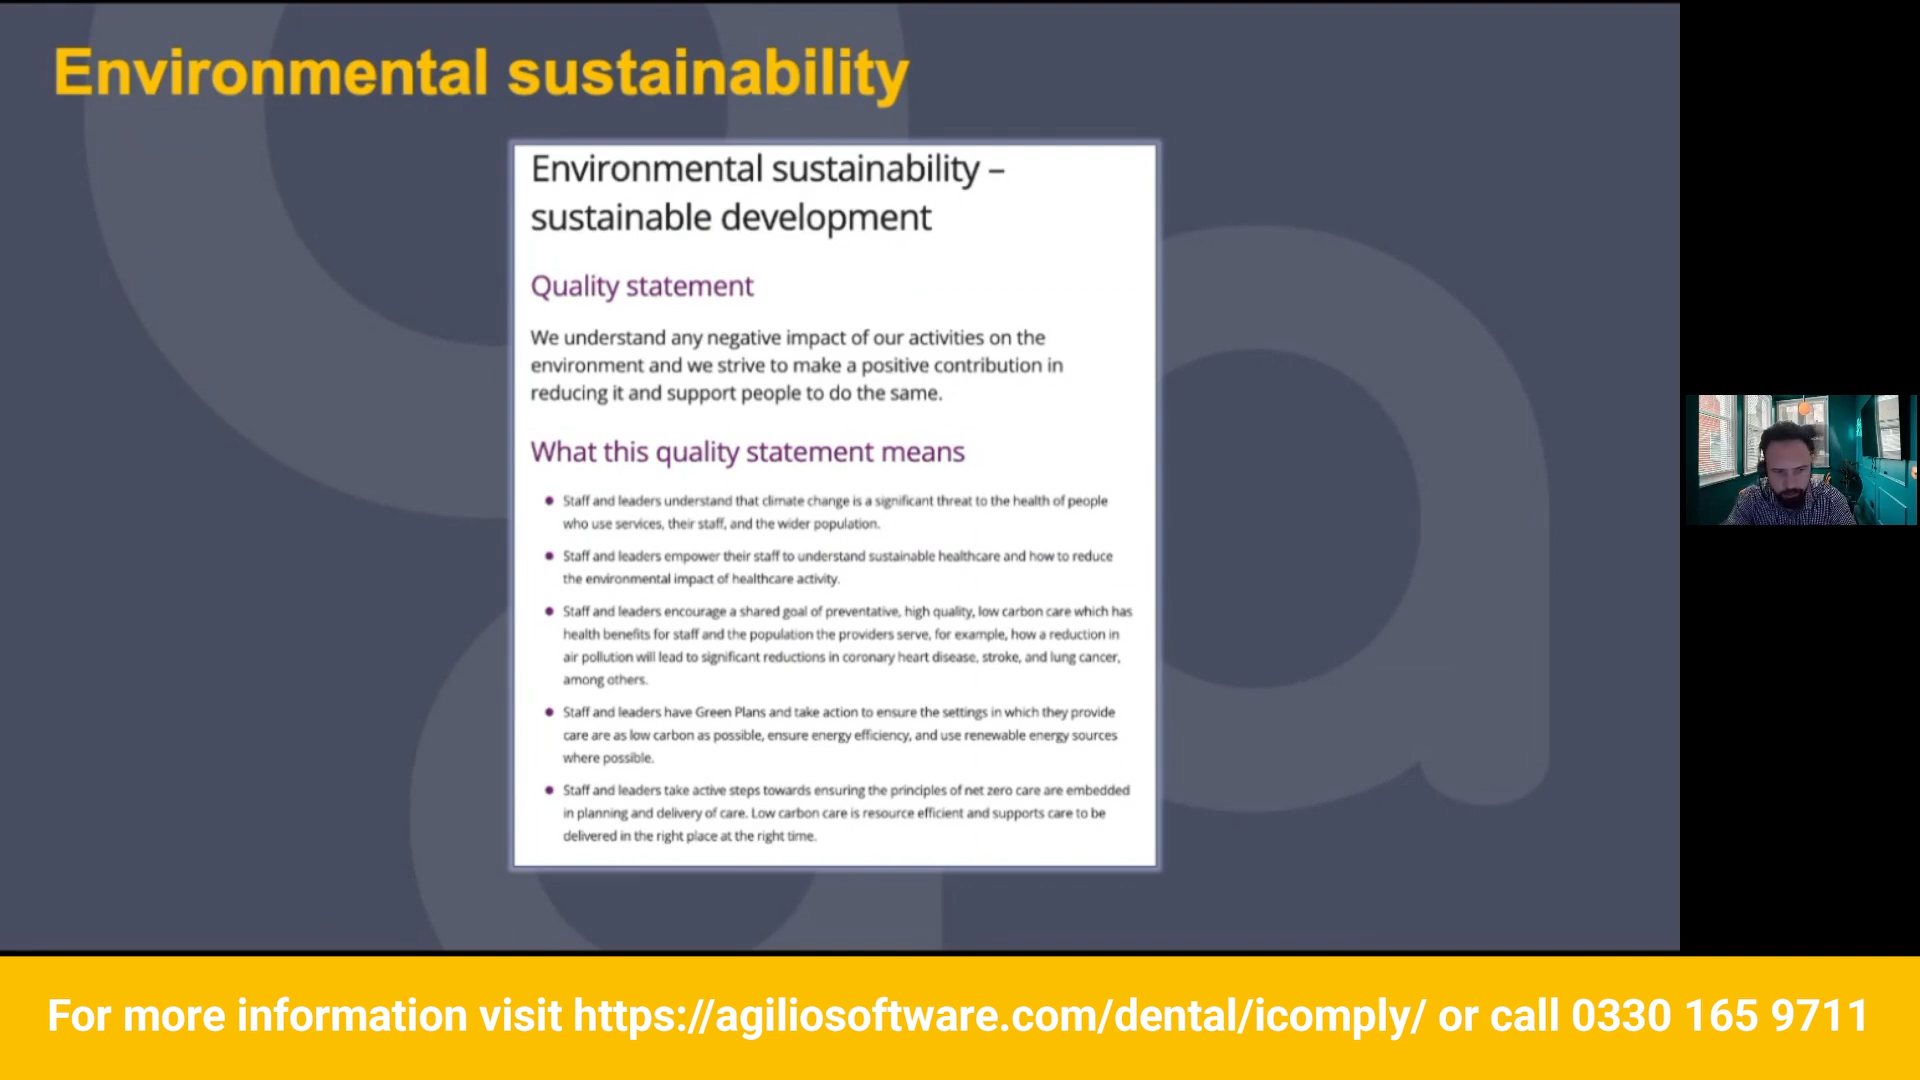 Environmental sustainability
Environmental sustainability –
sustainable development
Quality statement
We understand any negative impact of our activities on the
environment and we strive to make a positive contribution in
reducing it and support people to do the same.
What this quality statement means
Staff and leaders understand that climate change is a significant threat to the health of people
who use services, their staff, and the wider population.
Staff and leaders empower their staff to understand sustainable healthcare and how to reduce
the environmental impact of healthcare activity.
Staff and leaders encourage a shared goal of preventative, high quality, low carbon care which has
health benefits for staff and the population the providers serve, for example, how a reduction in
air pollution will lead to significant reductions in coronary heart disease, stroke, and lung cancer,
among others.
Staff and leaders have Green Plans and take action to ensure the settings in which they provide
care are as low carbon as possible, ensure energy efficiency, and use renewable energy sources
where possible.
Staff and leaders take active steps towards ensuring the principles of net zero care are embedded
in planning and delivery of care. Low carbon care is resource efficient and supports care to be
delivered in the right place at the right time.
For more information visit https://agiliosoftware.com/dental/icomply/ or call 0330 165 9711